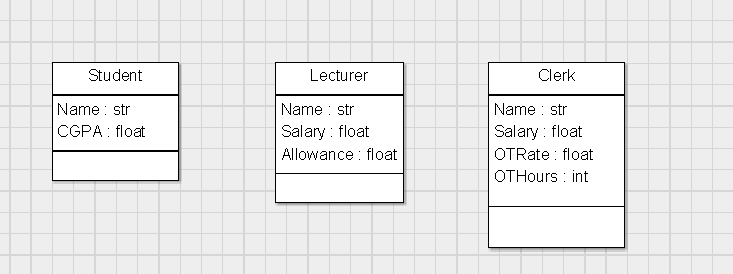 Student
Name : str
CGPA : float
Lecturer
Name : str
Salary : float
Allowance : float
Clerk
Name : str
Salary : float
OTRate : float
OTHours : int